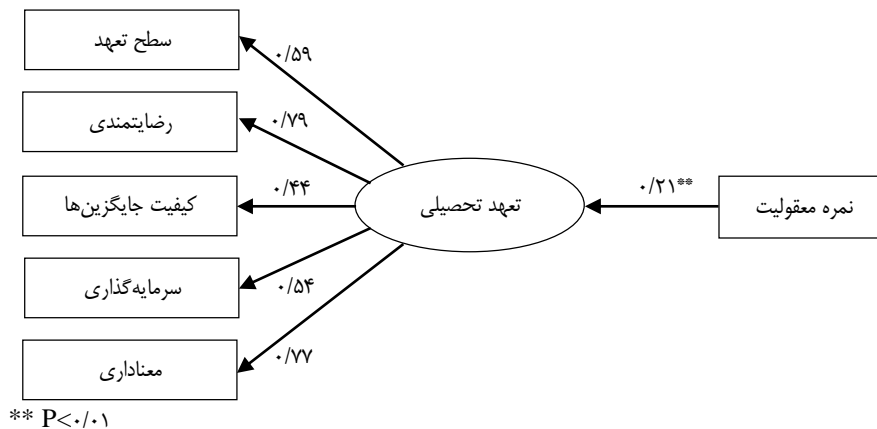 سطح تعهد
۰/۵۹
رضایتمندی
۰/۷۹
کیفیت جایگزین‌ها
۰/۴۴
تعهد تحصیلی
۰/۲۱**
نمره معقولیت
سرمایه‌گذاری
۰/۵۴
معناداری
۰/۷۷
** P<۰/۰۱